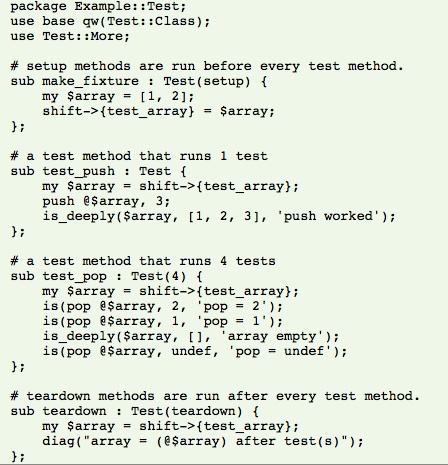 package Example::Test;
use base qw(Test::Class);
use Test::More;

# setup methods are run before every test method.
sub make_fixture : Test(setup) {
    my $array = [1, 2];
    shift->{test_array} = $array;
};

# a test method that runs 1 test
sub test_push : Test {
    my $array = shift->{test_array};
    push @$array, 3;
    is_deeply($array, [1, 2, 3], 'push worked');
};

# a test method that runs 4 tests
sub test_pop : Test(4) {
    my $array = shift->{test_array};
    is(pop @$array, 2, 'pop = 2');
    is(pop @$array, 1, 'pop = 1');
    is_deeply($array, [], 'array empty');
    is(pop @$array, undef, 'pop = undef');
};

# teardown methods are run after every test method.
sub teardown : Test(teardown) {
    my $array = shift->{test_array};
    diag("array = (@$array) after test(s)");
};